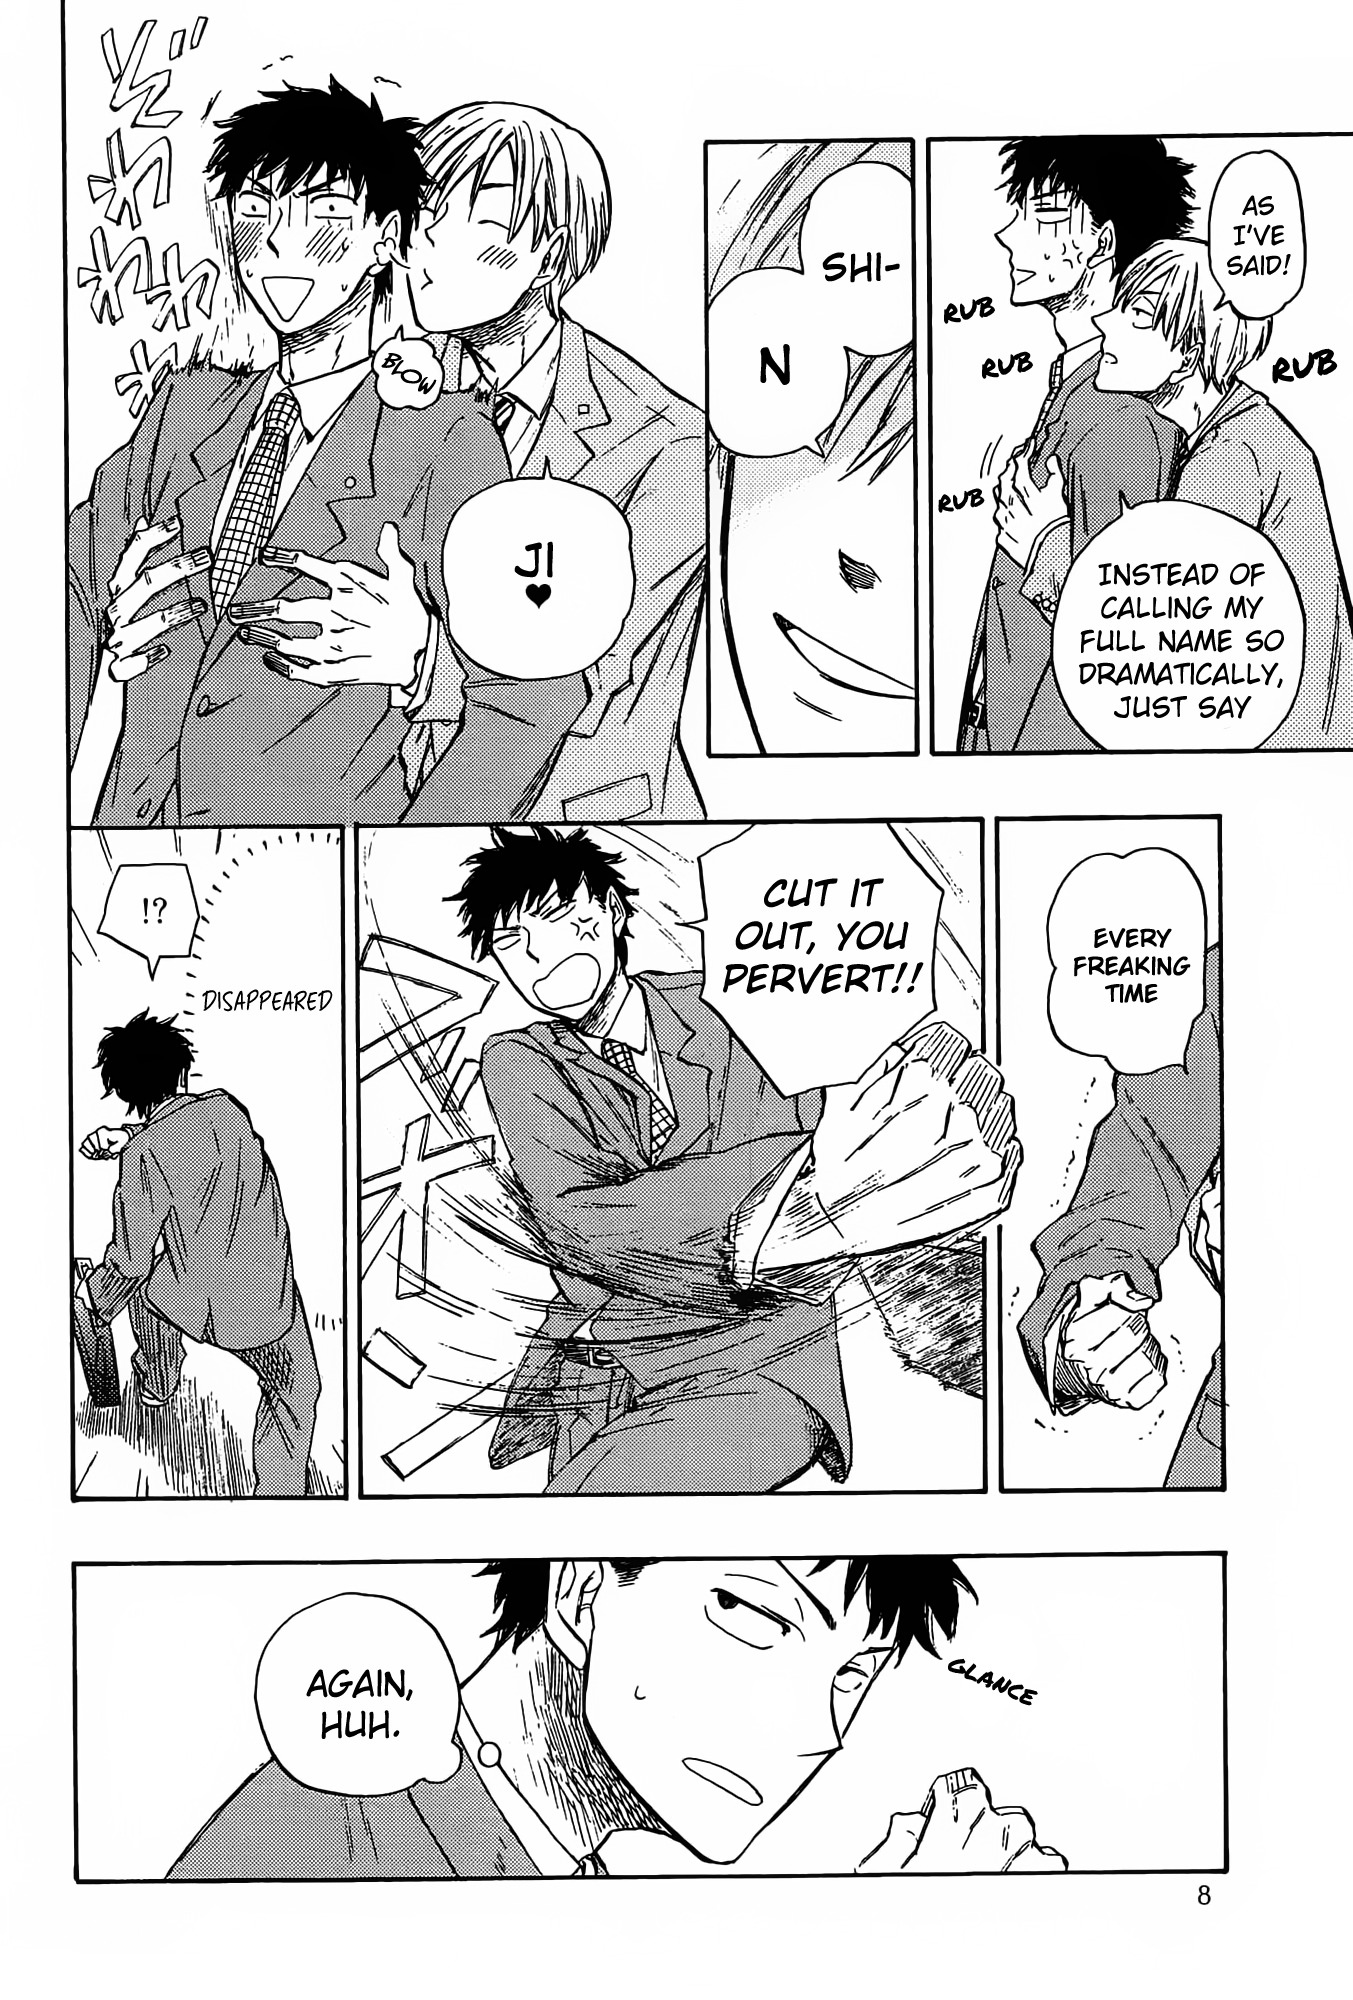 AS
I'VE
SAID!
RUB
RUB
RUB
RUB
INSTEAD OF
CALLING MY
FULL NAME SO
DRAMATICALLY,
JUST SAY
SHI-
N
JI
♥
BLOW
ぞわ
わわ
わ
EVERY
FREAKING
TIME
CUT IT
OUT, YOU
PERVERT!!
!?
DISAPPEARED
AGAIN,
HUH.
GLANCE
8